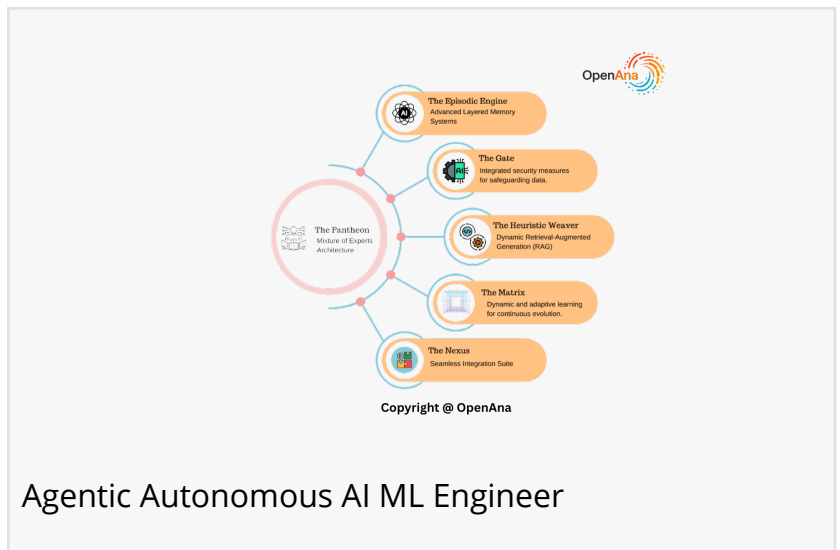 OpenAna
The Episodic Engine
Advanced Layered Memory
Systems
The Gate
Integrated security measures
for safeguarding data.
The Pantheon
Mixture of Experts
Architecture
The Heuristic Weaver
Dynamic Retrieval-Augmented
Generation (RAG)
The Matrix
Dynamic and adaptive learning
for continuous evolution.
The Nexus
Seamless Integration Suite
Copyright @ OpenAna
Agentic Autonomous AI ML Engineer